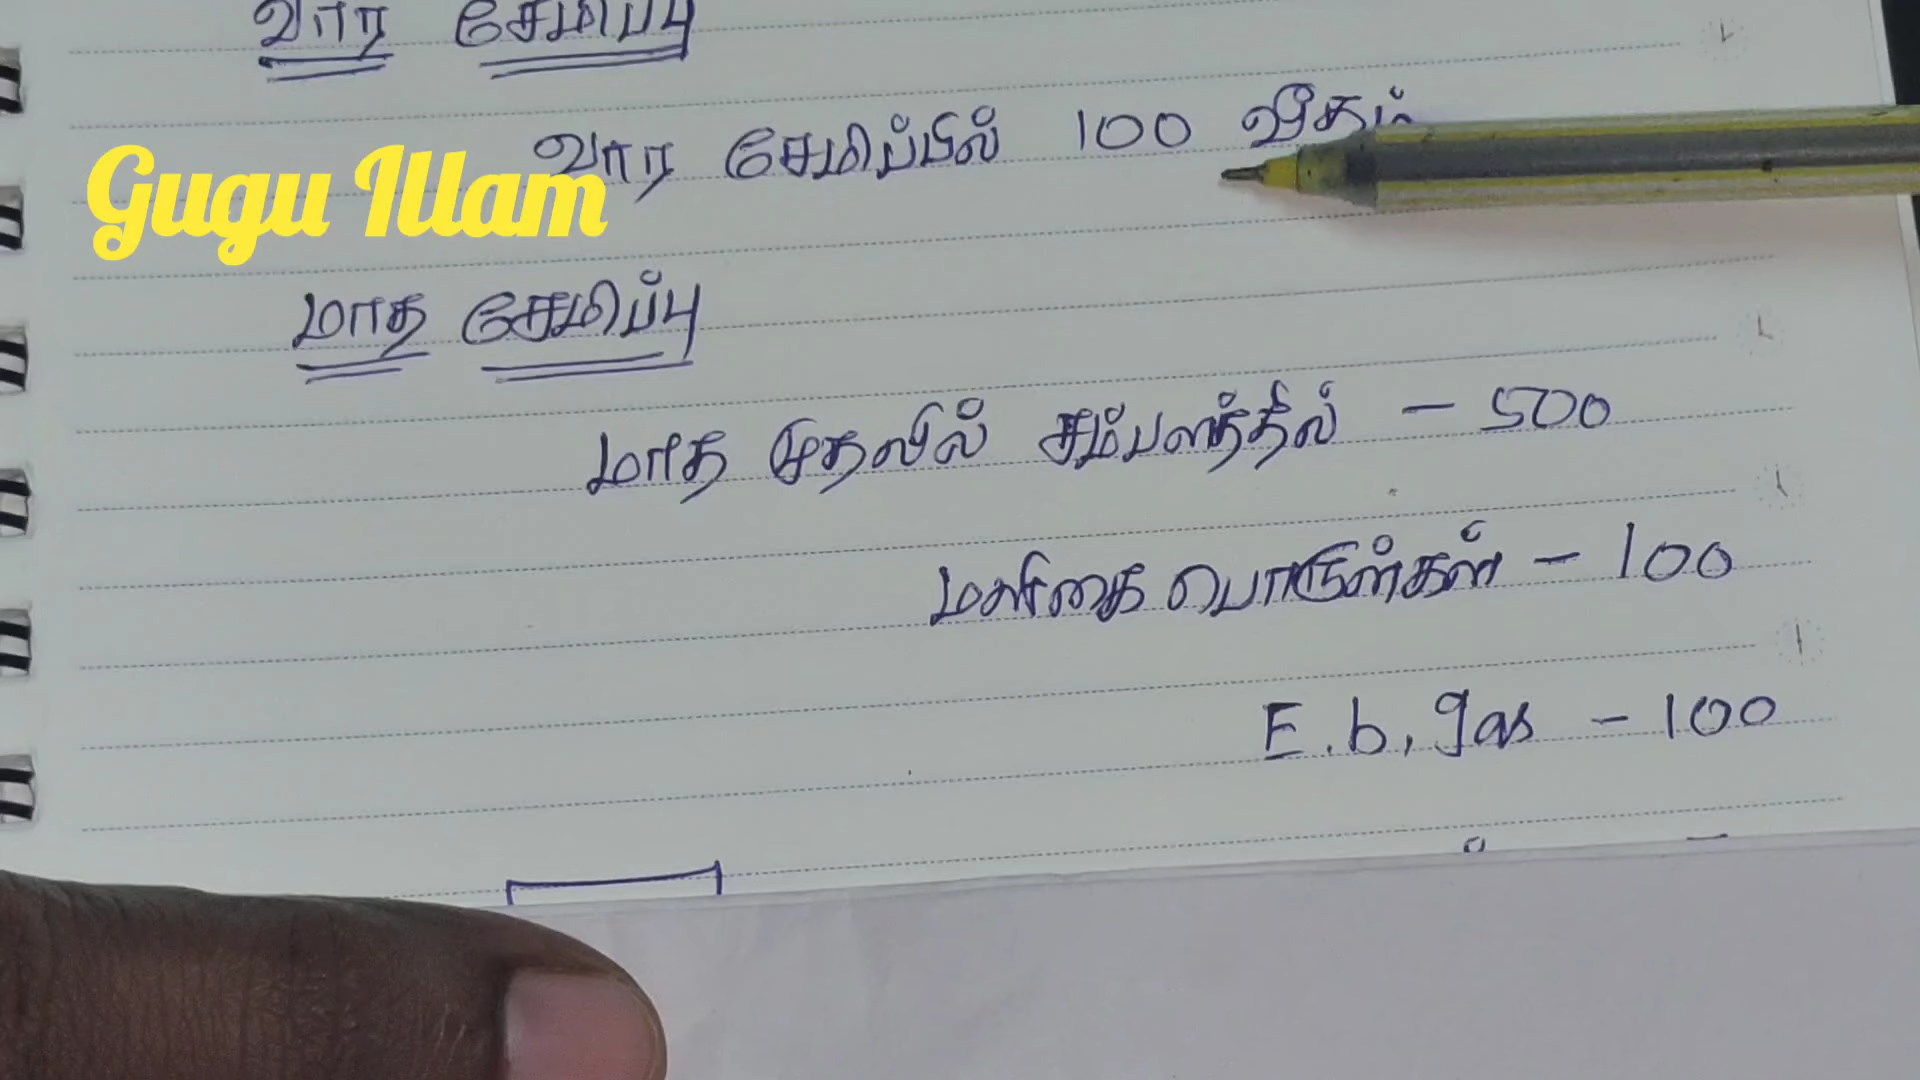 வார சேமிப்பு
வார சேமிப்பில் 100 வீதம்
Gugu Illam
மாத சேமிப்பு
மாத முதலில் சம்பளத்தில் - 500
மளிகை பொருள்கள் - 100
E.b, gas - 100